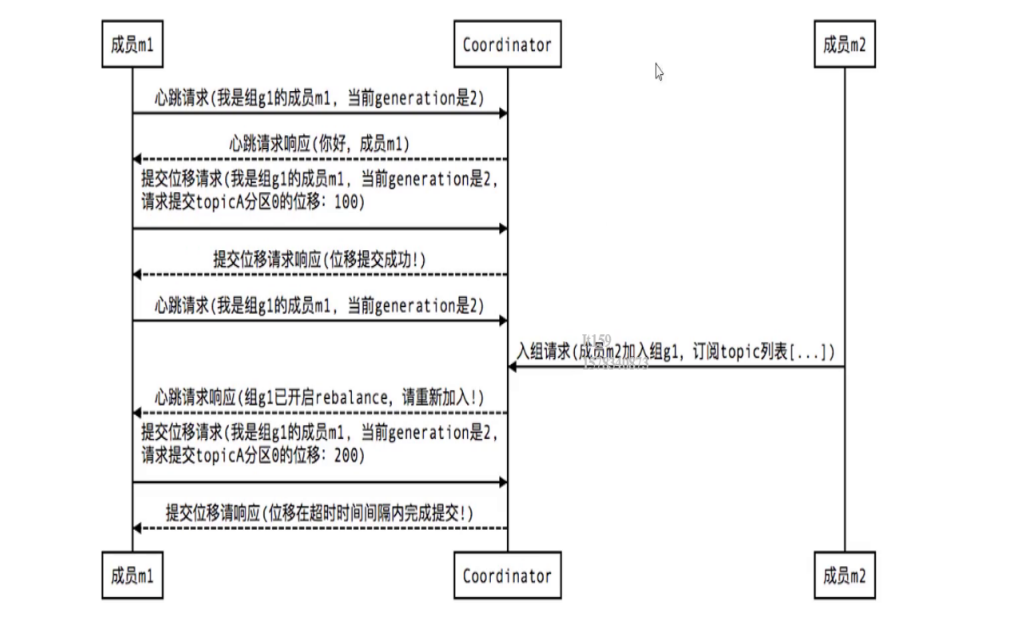 成员m1
Coordinator
成员m2
心跳请求(我是组g1的成员m1, 当前generation是2)
心跳请求响应(你好, 成员m1)
提交位移请求(我是组g1的成员m1, 当前generation是2,
请求提交topicA分区0的位移: 100)
提交位移请求响应(位移提交成功!)
心跳请求(我是组g1的成员m1, 当前generation是2)
入组请求(成员m2加入组g1, 订阅topic列表[...])
心跳请求响应(组g1已开启rebalance, 请重新加入!)
提交位移请求(我是组g1的成员m1, 当前generation是2,
请求提交topicA分区0的位移: 200)
提交位移请响应(位移在超时时间间隔内完成提交!)
成员m1
Coordinator
成员m2